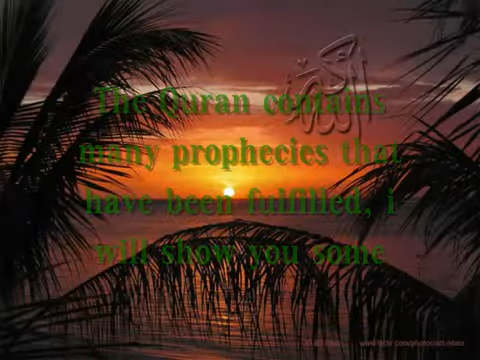 The Quran contains
many prophecies that
have been fulfilled, i
will show you some